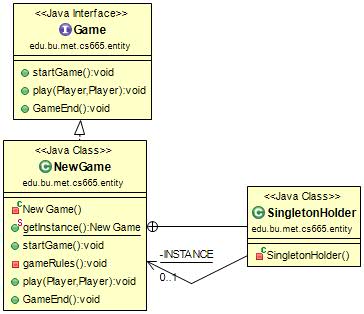 <<Java Interface>>
I Game
edu.bu.met.cs665.entity
startGame():void
play(Player,Player):void
GameEnd():void
<<Java Class>>
C NewGame
edu.bu.met.cs665.entity
C New Game()
S getInstance():New Game
startGame():void
gameRules():void
play(Player,Player):void
GameEnd():void
-INSTANCE
0..1
<<Java Class>>
C SingletonHolder
edu.bu.met.cs665.entity
C SingletonHolder()